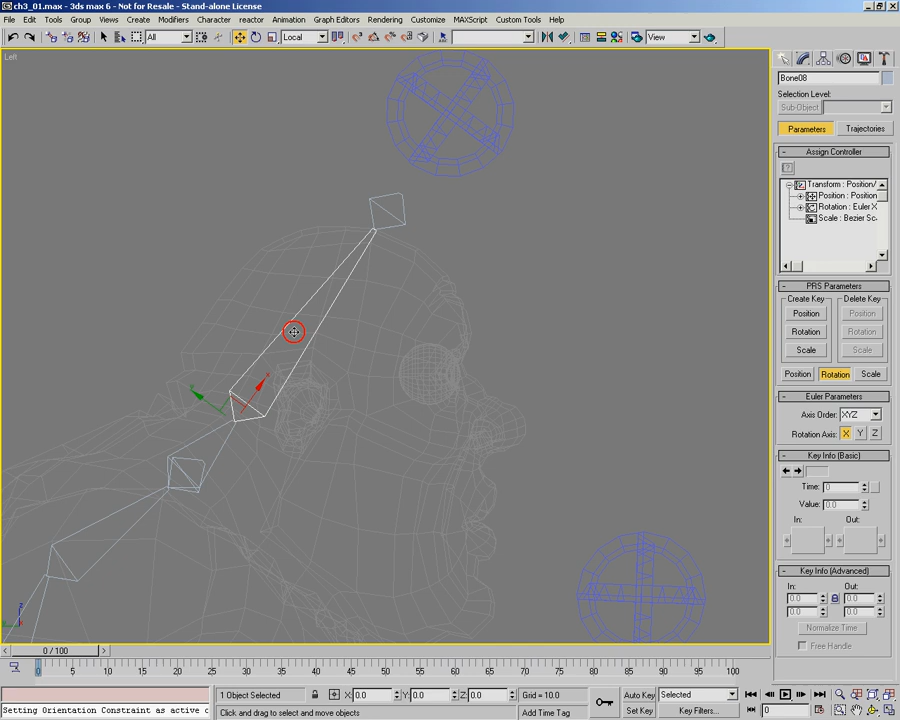 ch3_01.max - 3ds max 6 - Not for Resale - Stand-alone License
File Edit Tools Group Views Create Modifiers Character reactor Animation Graph Editors Rendering Customize MAXScript Custom Tools Help
All Local View
Left
Bone08
Selection Level:
Sub-Object
Parameters Trajectories
- Assign Controller
Transform : Position/
Position : Position
Rotation : Euler X
Scale : Bezier Sc
- PRS Parameters
Create Key Delete Key
Position Position
Rotation Rotation
Scale Scale
Position Rotation Scale
- Euler Parameters
Axis Order: XYZ
Rotation Axis: X Y Z
- Key Info (Basic)
Time: 0
Value: 0.0
In: Out:
- Key Info (Advanced)
In: Out:
0.0 0.0
0.0 0.0
Normalize Time
Free Handle
x
z
0 / 100
0 5 10 15 20 25 30 35 40 45 50 55 60 65 70 75 80 85 90 95 100
1 Object Selected X: 0.0 Y: 0.0 Z: 0.0 Grid = 10.0 Auto Key Selected
Setting Orientation Constraint as active c Click and drag to select and move objects Add Time Tag Set Key Key Filters... 0